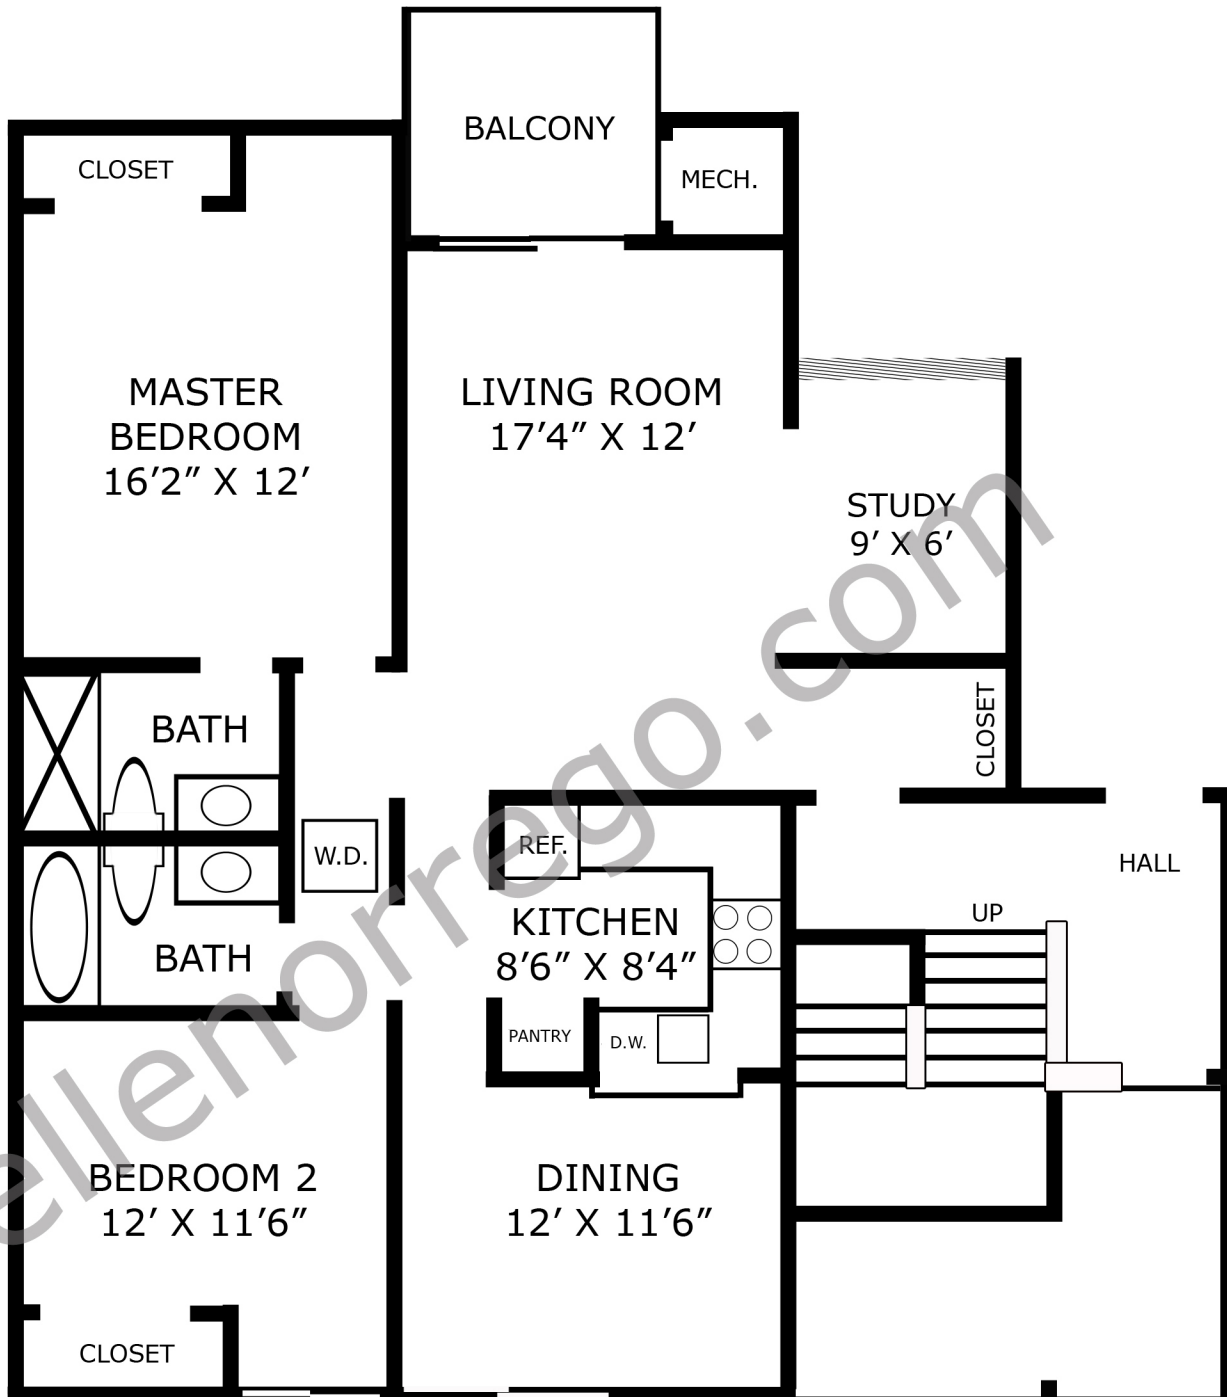 BALCONY
CLOSET
MECH.
MASTER
BEDROOM
16’2” X 12’
LIVING ROOM
17’4” X 12’
STUDY
9’ X 6’
CLOSET
BATH
W.D.
REF.
HALL
UP
KITCHEN
8’6” X 8’4”
BATH
PANTRY
D.W.
BEDROOM 2
12’ X 11’6”
DINING
12’ X 11’6”
CLOSET
ellenorrego.com